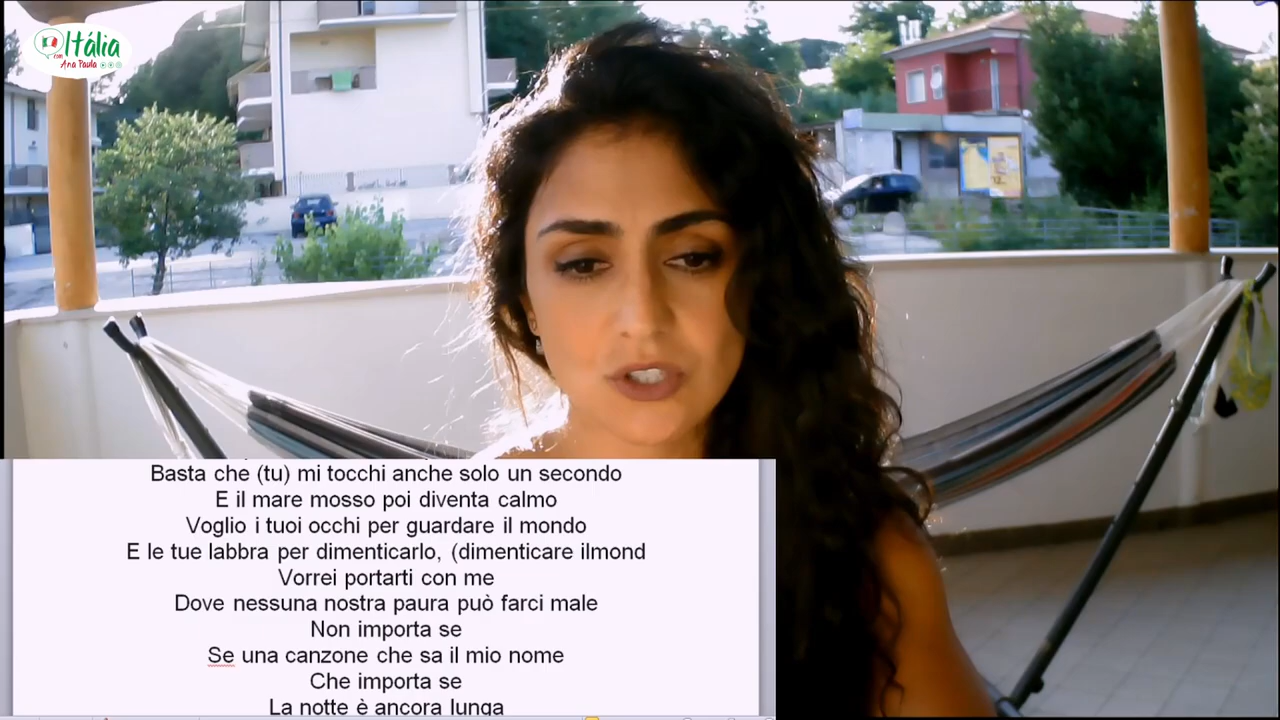 Itália
com
Ana Paula
Basta che (tu) mi tocchi anche solo un secondo
E il mare mosso poi diventa calmo
Voglio i tuoi occhi per guardare il mondo
E le tue labbra per dimenticarlo, (dimenticare ilmond
Vorrei portarti con me
Dove nessuna nostra paura può farci male
Non importa se
Se una canzone che sa il mio nome
Che importa se
La notte è ancora lunga